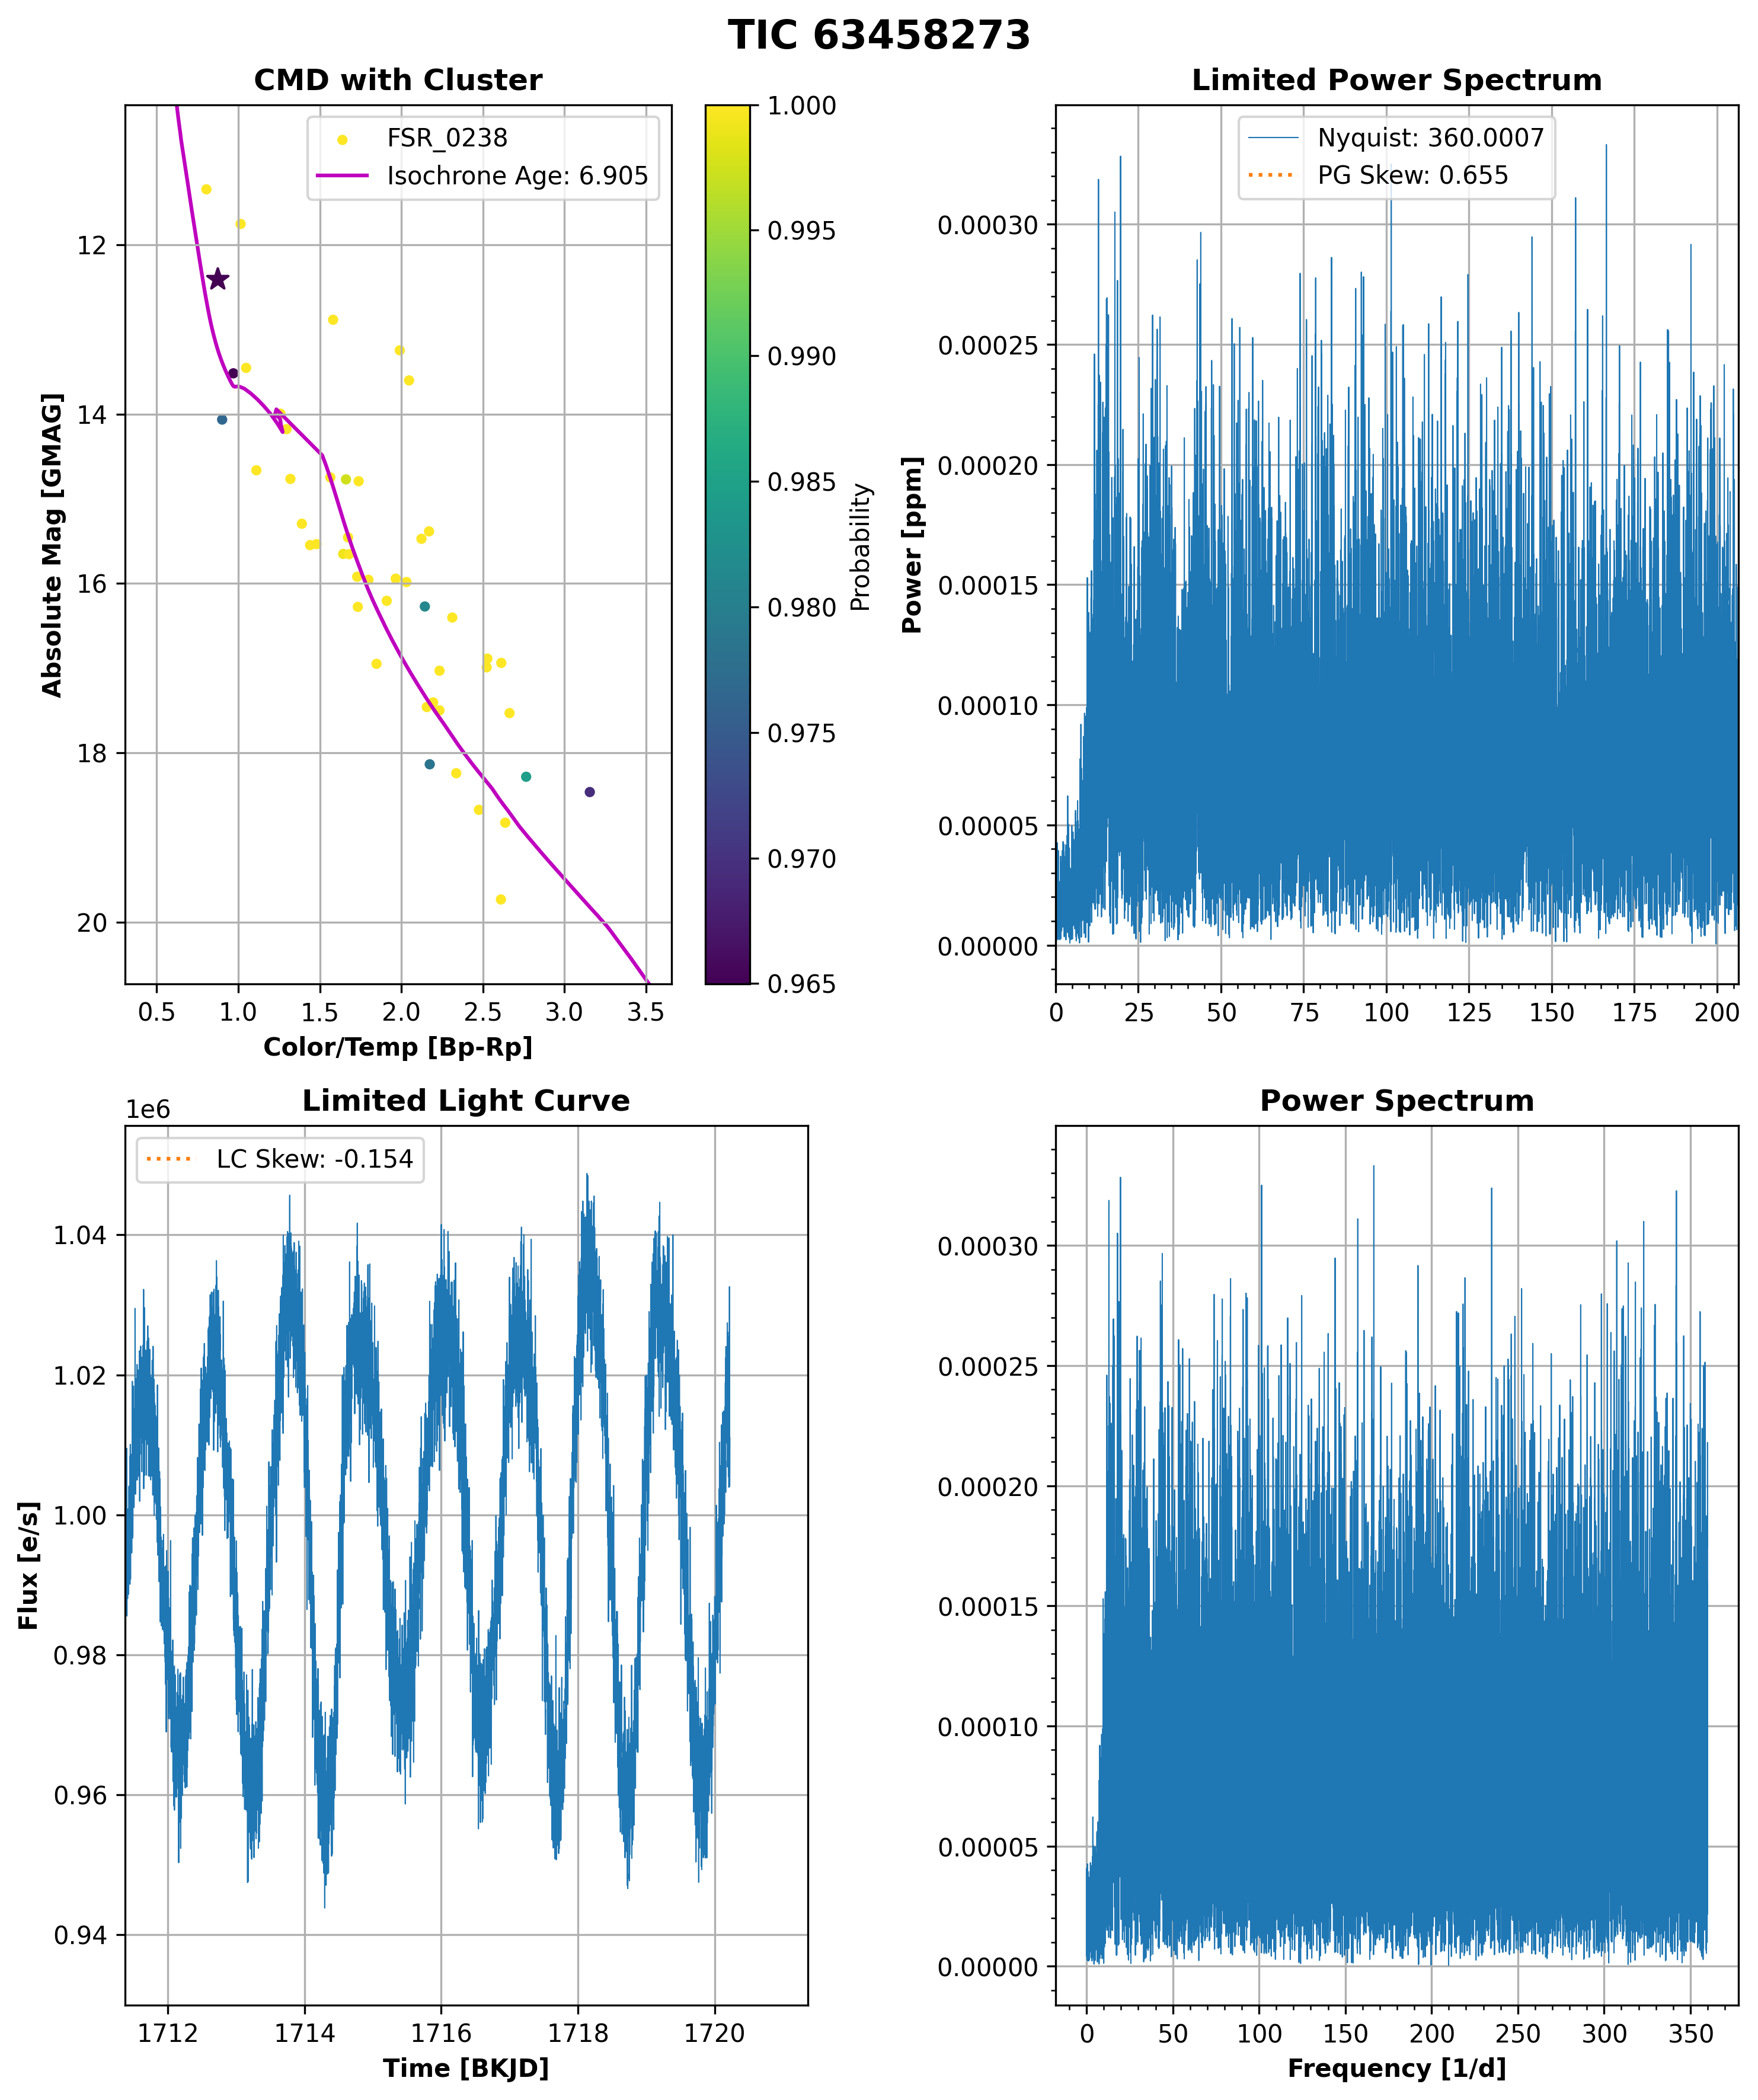 TIC 63458273
CMD with Cluster
FSR_0238
Isochrone Age: 6.905
12
14
16
18
20
0.5 1.0 1.5 2.0 2.5 3.0 3.5
Absolute Mag [GMAG]
Color/Temp [Bp-Rp]
1.000
0.995
0.990
0.985
0.980
0.975
0.970
0.965
Probability
Limited Power Spectrum
Nyquist: 360.0007
PG Skew: 0.655
0.00030
0.00025
0.00020
0.00015
0.00010
0.00005
0.00000
0 25 50 75 100 125 150 175 200
Power [ppm]
Limited Light Curve
1e6
LC Skew: -0.154
1.04
1.02
1.00
0.98
0.96
0.94
1712 1714 1716 1718 1720
Flux [e/s]
Time [BKJD]
Power Spectrum
0.00030
0.00025
0.00020
0.00015
0.00010
0.00005
0.00000
0 50 100 150 200 250 300 350
Frequency [1/d]